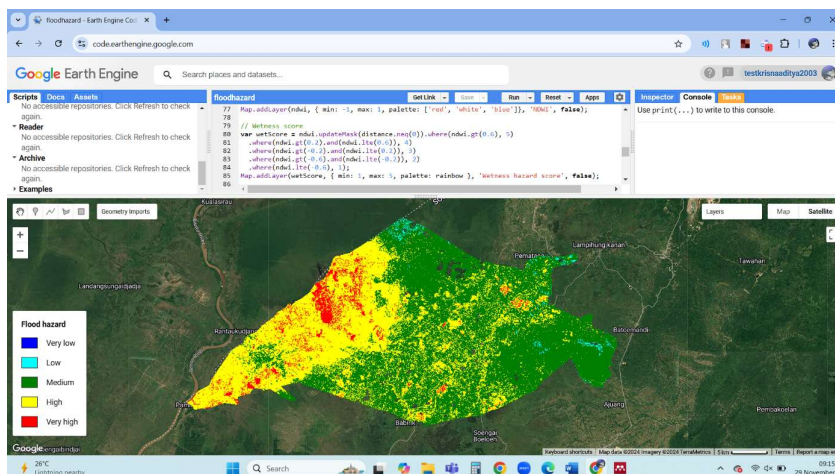 floodhazard - Earth Engine Cod
code.earthengine.google.com
Google Earth Engine
Search places and datasets...
testkrisnaaditya2003
Scripts Docs Assets
No accessible repositories. Click Refresh to check
again.
Reader
No accessible repositories. Click Refresh to check
again.
Archive
No accessible repositories. Click Refresh to check
again.
Examples
floodhazard
Get Link Save Run Reset Apps
77 Map.addLayer(ndwi, { min: -1, max: 1, palette: ['red', 'white', 'blue']}, 'NDWI', false);
78
79 // Wetness score
80 var wetScore = ndwi.updateMask(distance.neq(0)).where(ndwi.gt(0.6), 5)
81 .where(ndwi.gt(0.2).and(ndwi.lte(0.6)), 4)
82 .where(ndwi.gt(-0.2).and(ndwi.lte(0.2)), 3)
83 .where(ndwi.gt(-0.6).and(ndwi.lte(-0.2)), 2)
84 .where(ndwi.lte(-0.6), 1);
85 Map.addLayer(wetScore, { min: 1, max: 5, palette: rainbow }, 'Wetness hazard score', false);
86
Inspector Console Tasks
Use print(...) to write to this console.
Geometry Imports
Layers
Map Satellite
Kualasirau
Lampihung kanan
Pematang
Tawahan
Landangsungaidjadja
Rantaukudjang
Batoemandi
Flood hazard
Very low
Low
Medium
High
Very high
Ajuang
Pembakoelan
Babirik
Soengai
Boeloeh
Google
Keyboard shortcuts Map data ©2024 Imagery ©2024 TerraMetrics 5 km Terms Report a map
26°C
Lightning nearby
Search
09:15
29 November